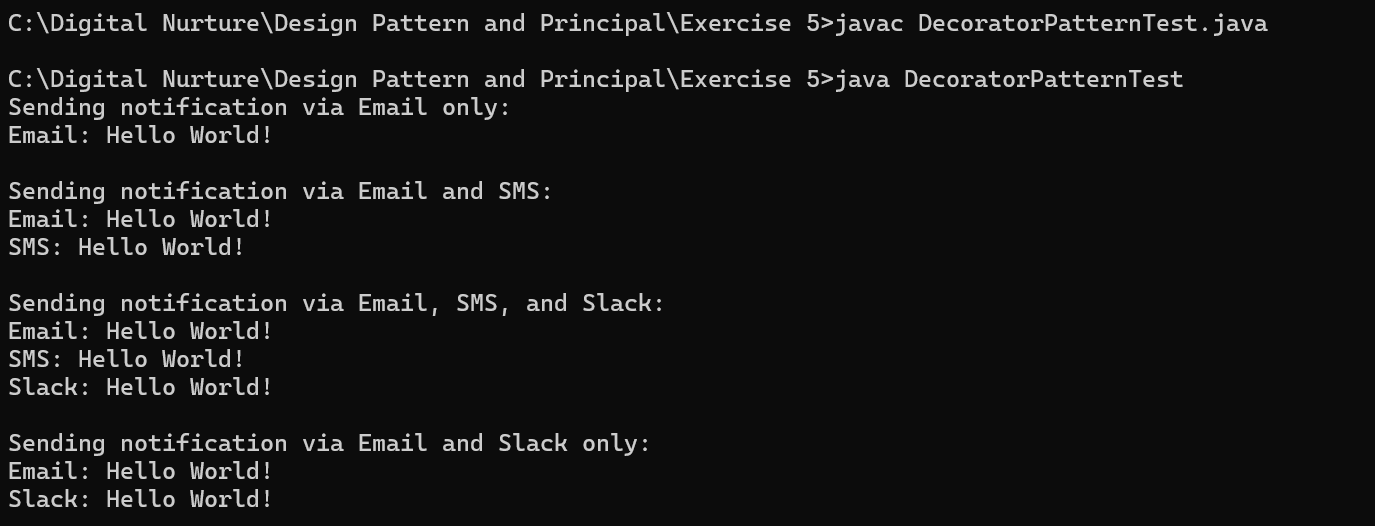 C:\Digital Nurture\Design Pattern and Principal\Exercise 5>javac DecoratorPatternTest.java
C:\Digital Nurture\Design Pattern and Principal\Exercise 5>java DecoratorPatternTest
Sending notification via Email only:
Email: Hello World!
Sending notification via Email and SMS:
Email: Hello World!
SMS: Hello World!
Sending notification via Email, SMS, and Slack:
Email: Hello World!
SMS: Hello World!
Slack: Hello World!
Sending notification via Email and Slack only:
Email: Hello World!
Slack: Hello World!